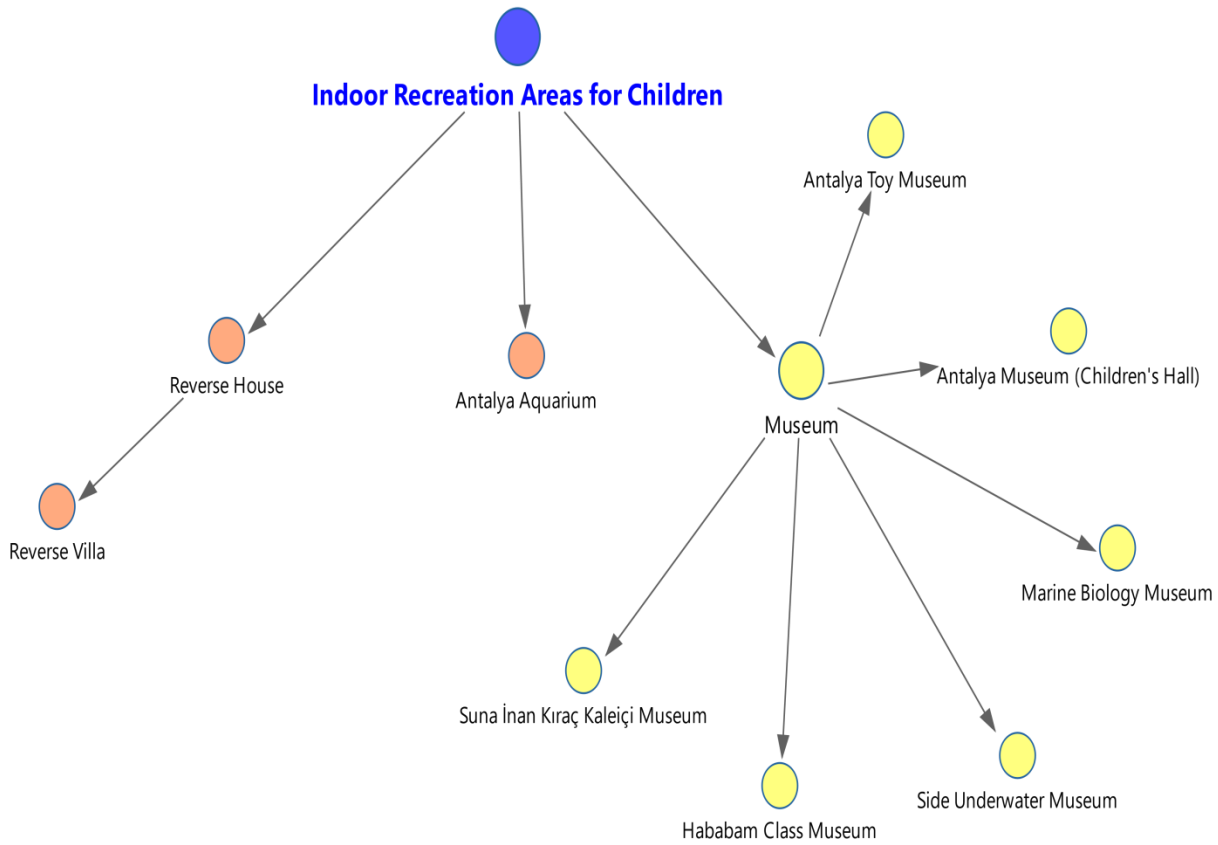 Indoor Recreation Areas for Children
Antalya Toy Museum
Antalya Museum (Children's Hall)
Reverse House
Antalya Aquarium
Museum
Reverse Villa
Marine Biology Museum
Suna İnan Kıraç Kaleiçi Museum
Side Underwater Museum
Hababam Class Museum